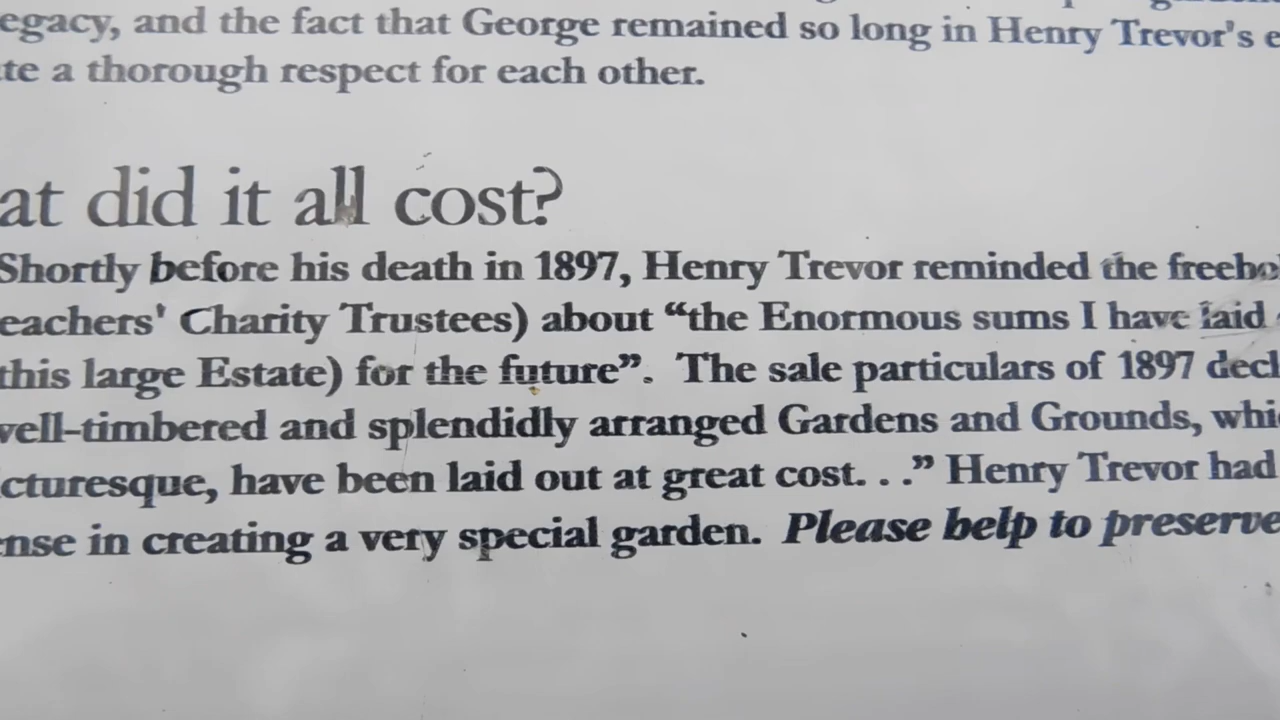 egacy, and the fact that George remained so long in Henry Trevor's e
te a thorough respect for each other.
at did it all cost?
Shortly before his death in 1897, Henry Trevor reminded the freehol
eachers' Charity Trustees) about “the Enormous sums I have laid
this large Estate) for the future”. The sale particulars of 1897 decl
well-timbered and splendidly arranged Gardens and Grounds, whi
cturesque, have been laid out at great cost. . .” Henry Trevor had
nse in creating a very special garden. Please help to preserve